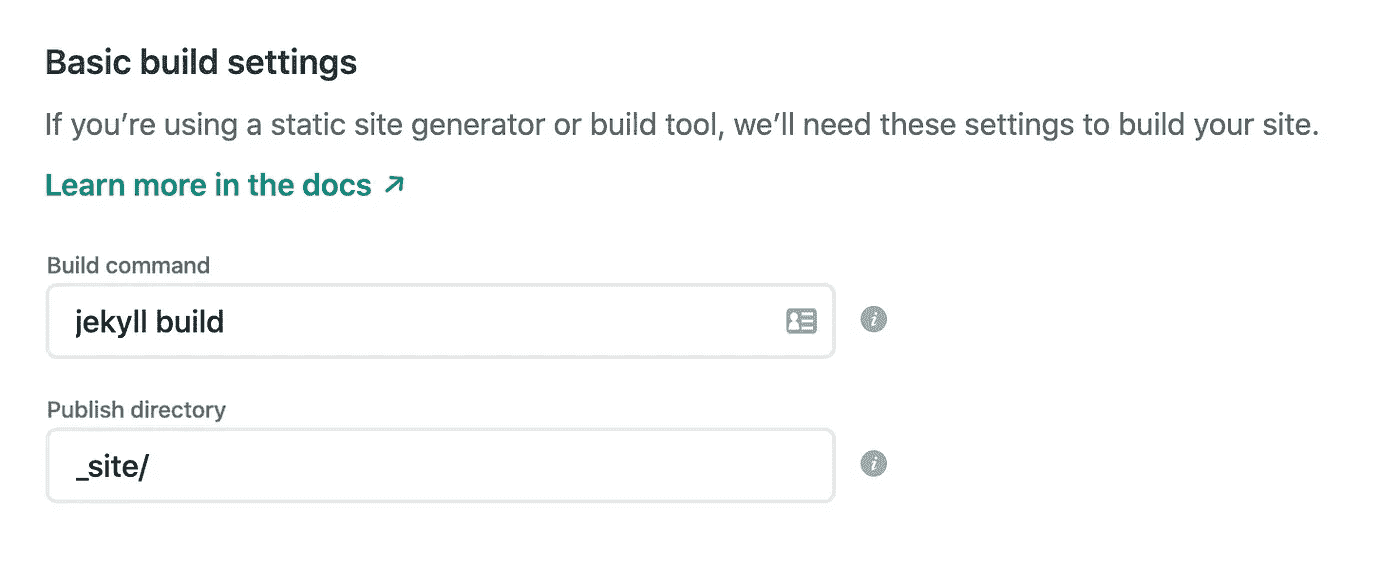 Basic build settings
If you’re using a static site generator or build tool, we’ll need these settings to build your site.
Learn more in the docs ↗
Build command
jekyll build
Publish directory
_site/